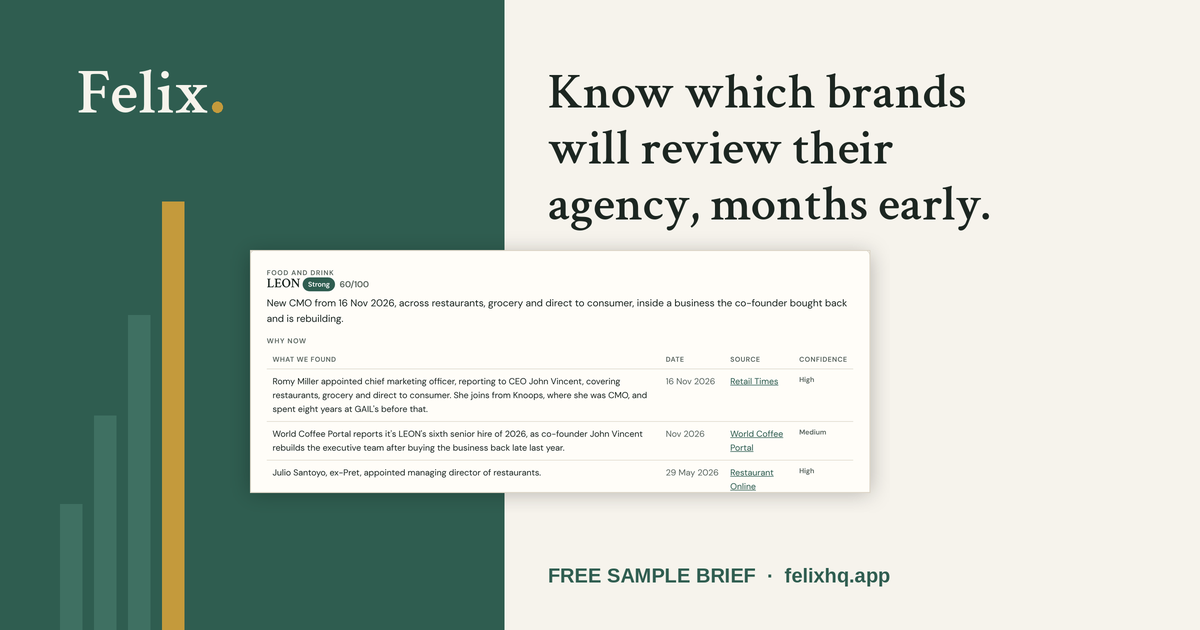 Felix.
Know which brands
will review their
agency, months early.
FOOD AND DRINK
LEON Strong 60/100
New CMO from 16 Nov 2026, across restaurants, grocery and direct to consumer, inside a business the co-founder bought back
and is rebuilding.
WHY NOW
WHAT WE FOUND DATE SOURCE CONFIDENCE
Romy Miller appointed chief marketing officer, reporting to CEO John Vincent, covering 16 Nov 2026 Retail Times High
restaurants, grocery and direct to consumer. She joins from Knoops, where she was CMO, and
spent eight years at GAIL's before that.
World Coffee Portal reports it's LEON's sixth senior hire of 2026, as co-founder John Vincent Nov 2026 World Coffee Medium
rebuilds the executive team after buying the business back late last year. Portal
Julio Santoyo, ex-Pret, appointed managing director of restaurants. 29 May 2026 Restaurant High
Online
FREE SAMPLE BRIEF · felixhq.app